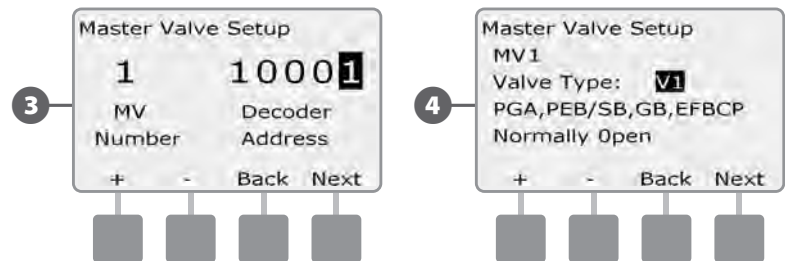 3
Master Valve Setup
1 10001
MV Decoder
Number Address
+ - Back Next
4
Master Valve Setup
MV1
Valve Type: V1
PGA,PEB/SB,GB,EFBCP
Normally Open
+ - Back Next